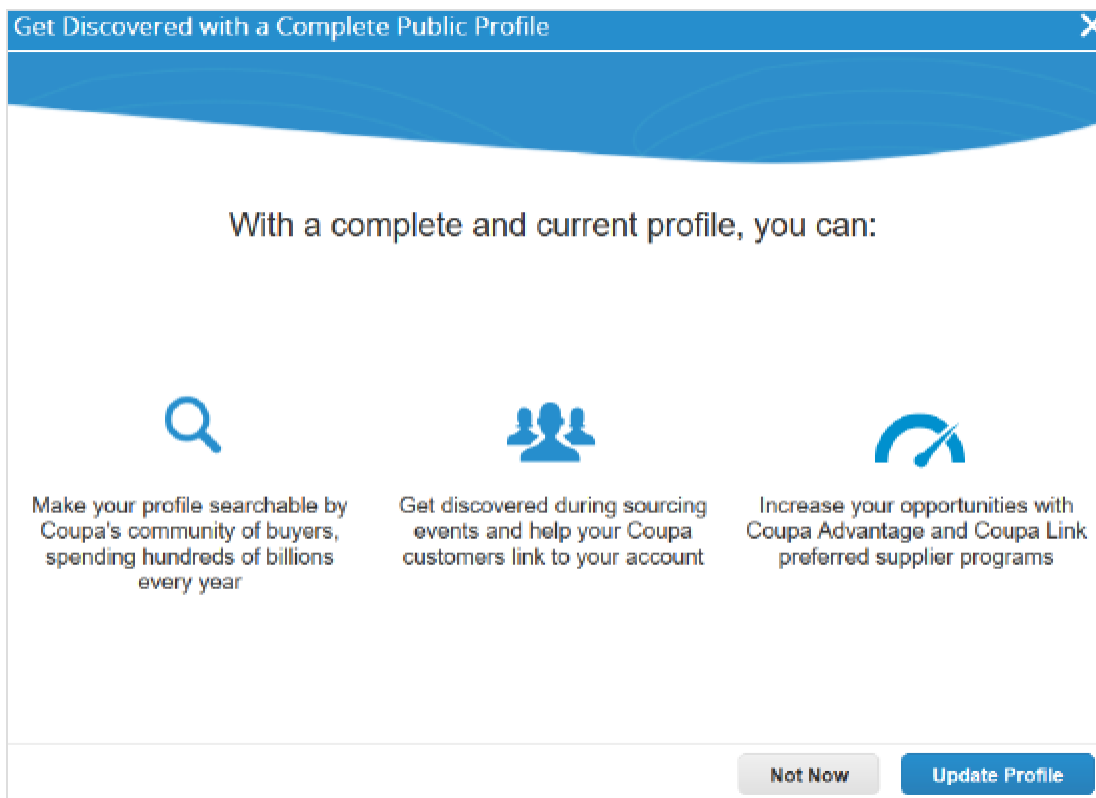 Get Discovered with a Complete Public Profile
With a complete and current profile, you can:
Make your profile searchable by
Coupa's community of buyers,
spending hundreds of billions
every year
Get discovered during sourcing
events and help your Coupa
customers link to your account
Increase your opportunities with
Coupa Advantage and Coupa Link
preferred supplier programs
Not Now
Update Profile